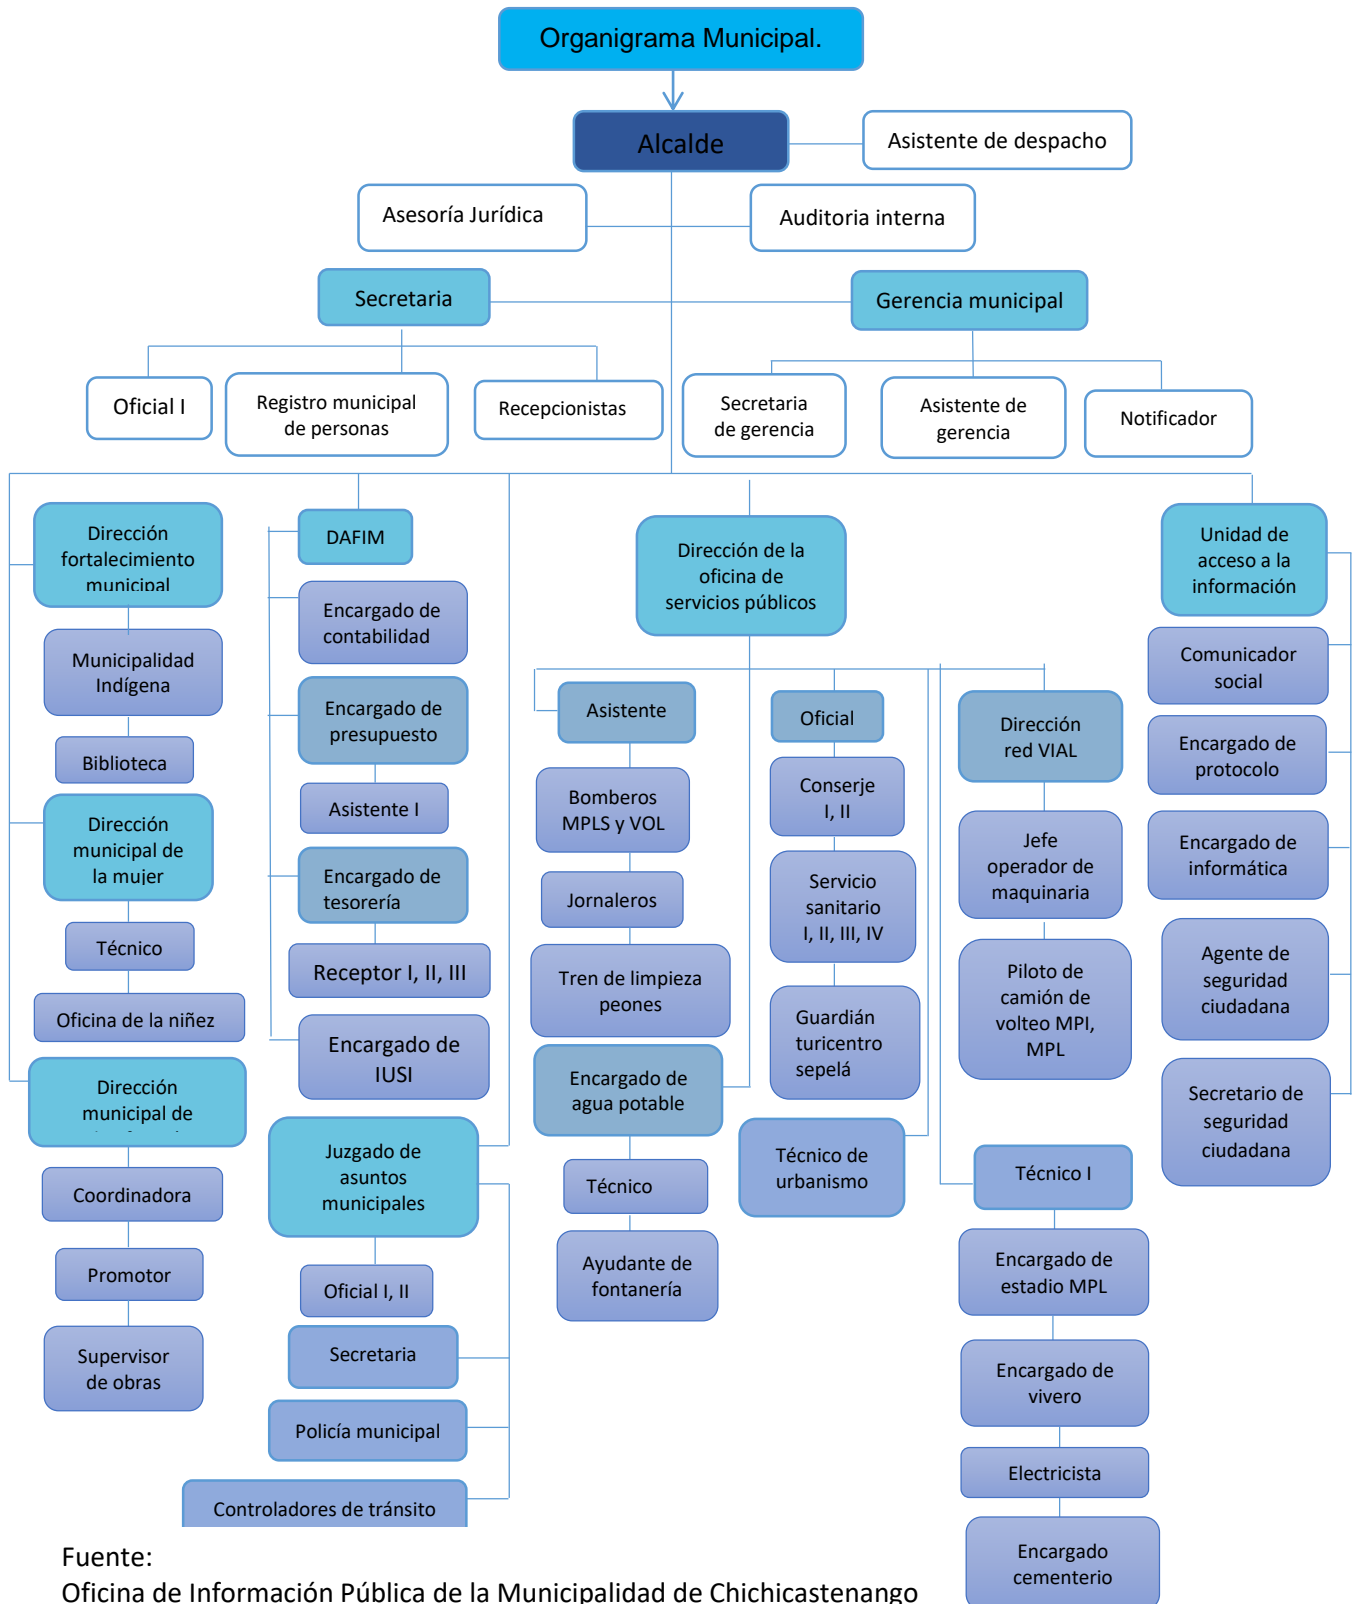 Organigrama Municipal.
Alcalde
Asistente de despacho
Asesoría Jurídica
Auditoria interna
Secretaria
Gerencia municipal
Oficial I
Registro municipal
de personas
Recepcionistas
Secretaria
de gerencia
Asistente de
gerencia
Notificador
Dirección
fortalecimiento
municipal
Municipalidad
Indígena
Biblioteca
Dirección
municipal de
la mujer
Técnico
Oficina de la niñez
Dirección
municipal de
Coordinadora
Promotor
Supervisor
de obras
DAFIM
Encargado de
contabilidad
Encargado de
presupuesto
Asistente I
Encargado de
tesorería
Receptor I, II, III
Encargado de
IUSI
Juzgado de
asuntos
municipales
Oficial I, II
Secretaria
Policía municipal
Controladores de tránsito
Dirección de la
oficina de
servicios públicos
Asistente
Bomberos
MPLS y VOL
Jornaleros
Tren de limpieza
peones
Encargado de
agua potable
Técnico
Ayudante de
fontanería
Oficial
Conserje
I, II
Servicio
sanitario
I, II, III, IV
Guardián
turicentro
sepelá
Técnico de
urbanismo
Dirección
red VIAL
Jefe
operador de
maquinaria
Piloto de
camión de
volteo MPI,
MPL
Técnico I
Encargado de
estadio MPL
Encargado de
vivero
Electricista
Encargado
cementerio
Unidad de
acceso a la
información
Comunicador
social
Encargado de
protocolo
Encargado de
informática
Agente de
seguridad
ciudadana
Secretario de
seguridad
ciudadana
Fuente:
Oficina de Información Pública de la Municipalidad de Chichicastenango